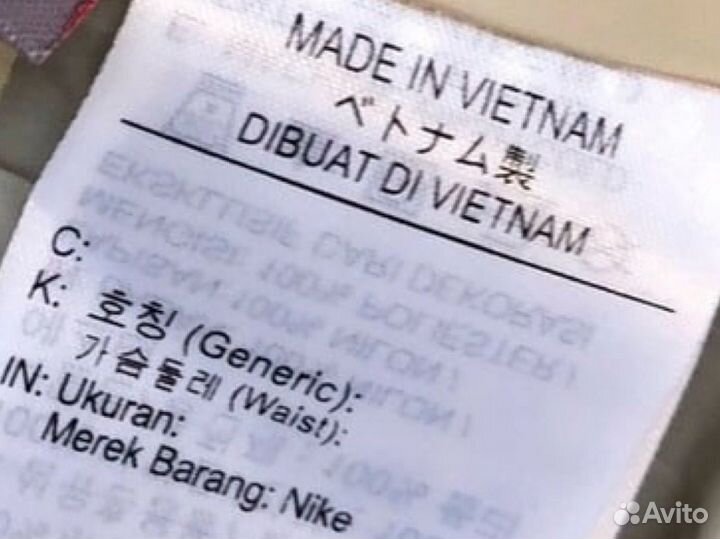 MADE IN VIETNAM
ベトナム製
DIBUAT DI VIETNAM
C:
K: 호칭 (Generic):
가슴둘레 (Waist):
IN: Ukuran:
Merek Barang: Nike
Avito